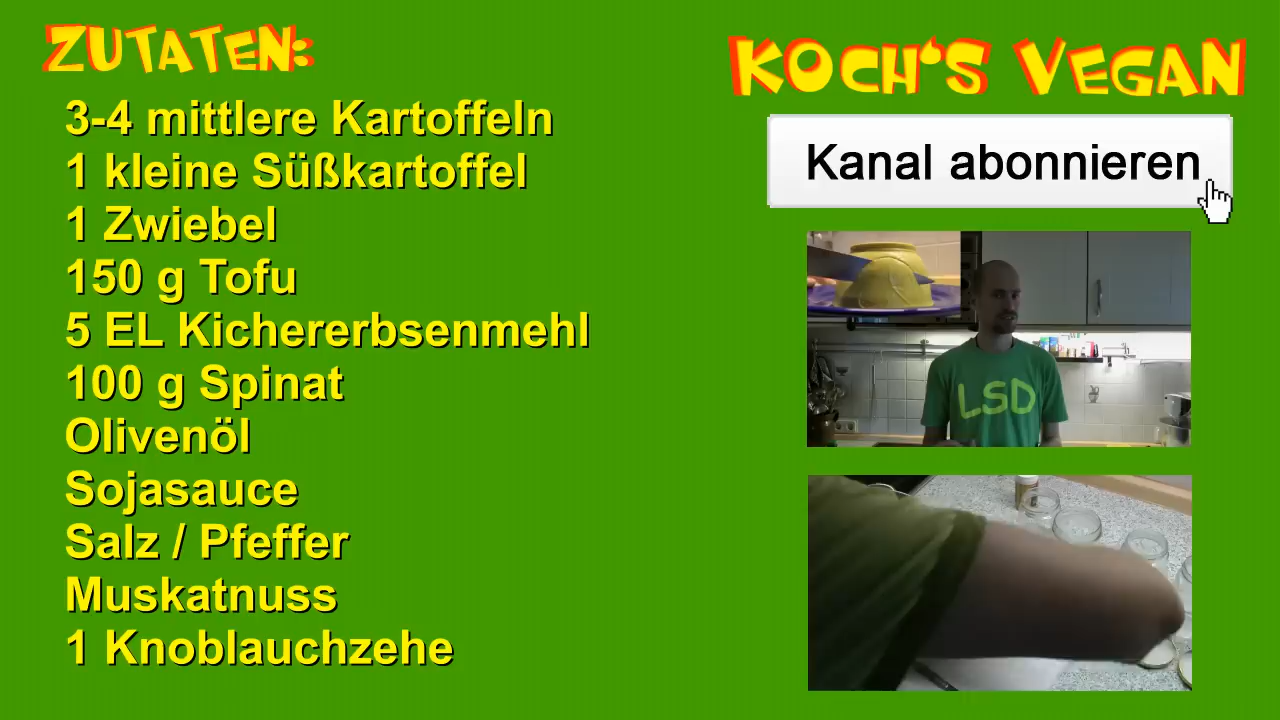 ZUTATEN:
3-4 mittlere Kartoffeln
1 kleine Süßkartoffel
1 Zwiebel
150 g Tofu
5 EL Kichererbsenmehl
100 g Spinat
Olivenöl
Sojasauce
Salz / Pfeffer
Muskatnuss
1 Knoblauchzehe
KOCH'S VEGAN
Kanal abonnieren
LSD